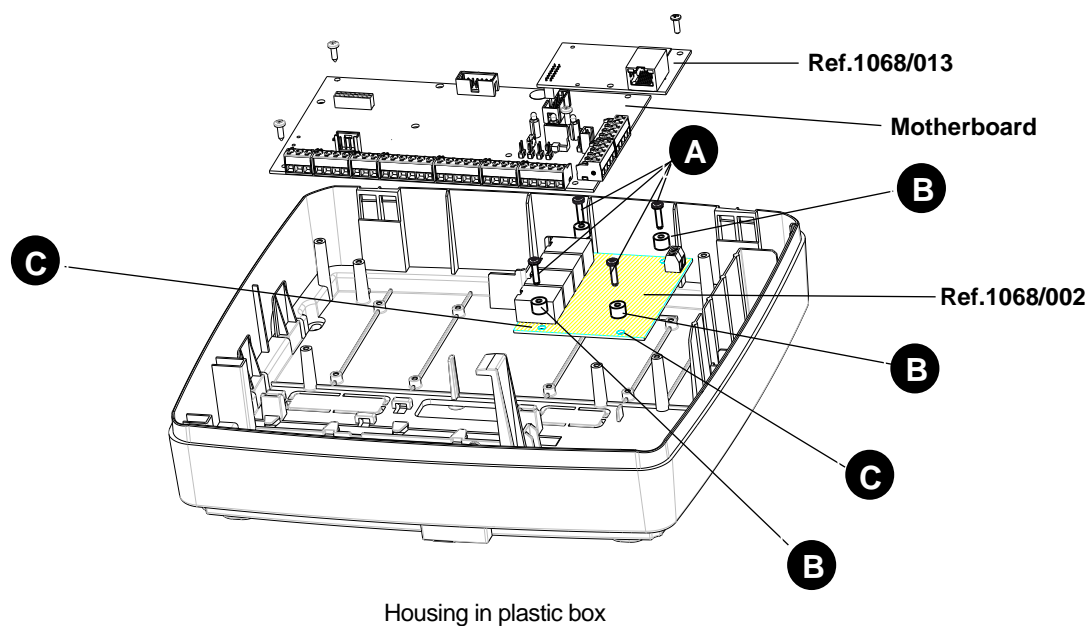 Ref.1068/013
Motherboard
A
B
C
Ref.1068/002
B
C
B
Housing in plastic box